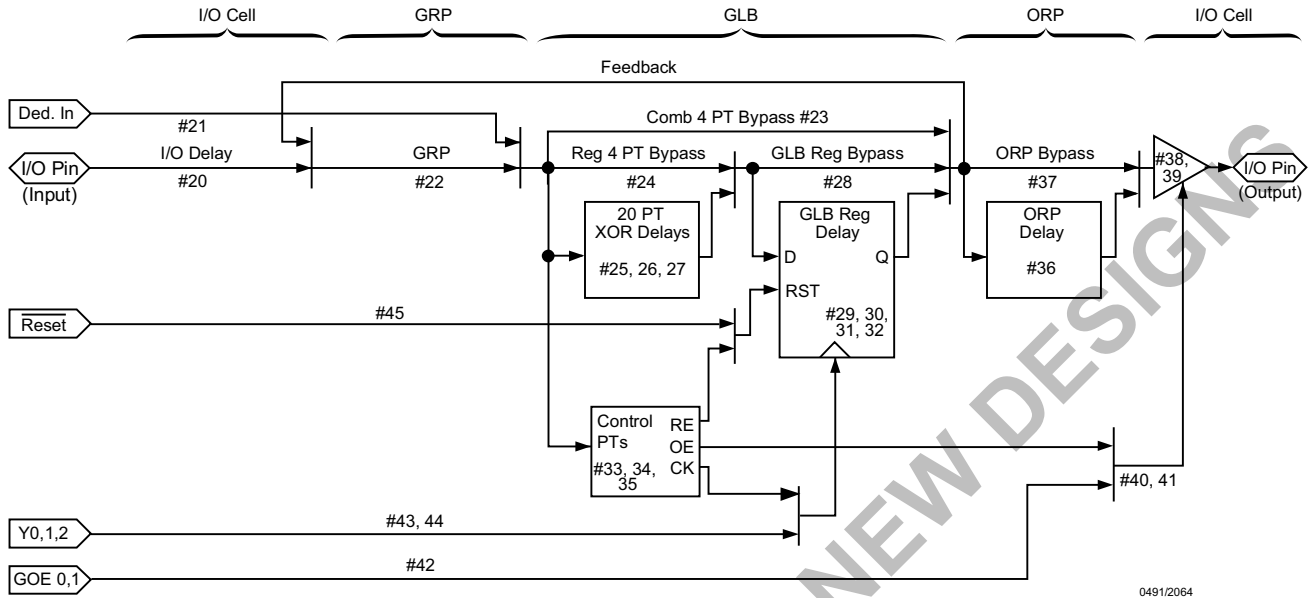 I/O Cell
GRP
GLB
ORP
I/O Cell
Feedback
Ded. In
#21
Comb 4 PT Bypass #23
I/O Pin
(Input)
I/O Delay
#20
GRP
#22
Reg 4 PT Bypass
#24
GLB Reg Bypass
#28
ORP Bypass
#37
#38,
39
I/O Pin
(Output)
20 PT
XOR Delays
#25, 26, 27
GLB Reg
Delay
D
Q
RST
#29, 30,
31, 32
ORP
Delay
#36
Reset
#45
Control
PTs
#33, 34,
35
RE
OE
CK
#40, 41
Y0,1,2
#43, 44
GOE 0,1
#42
0491/2064
NEW DESIGNS